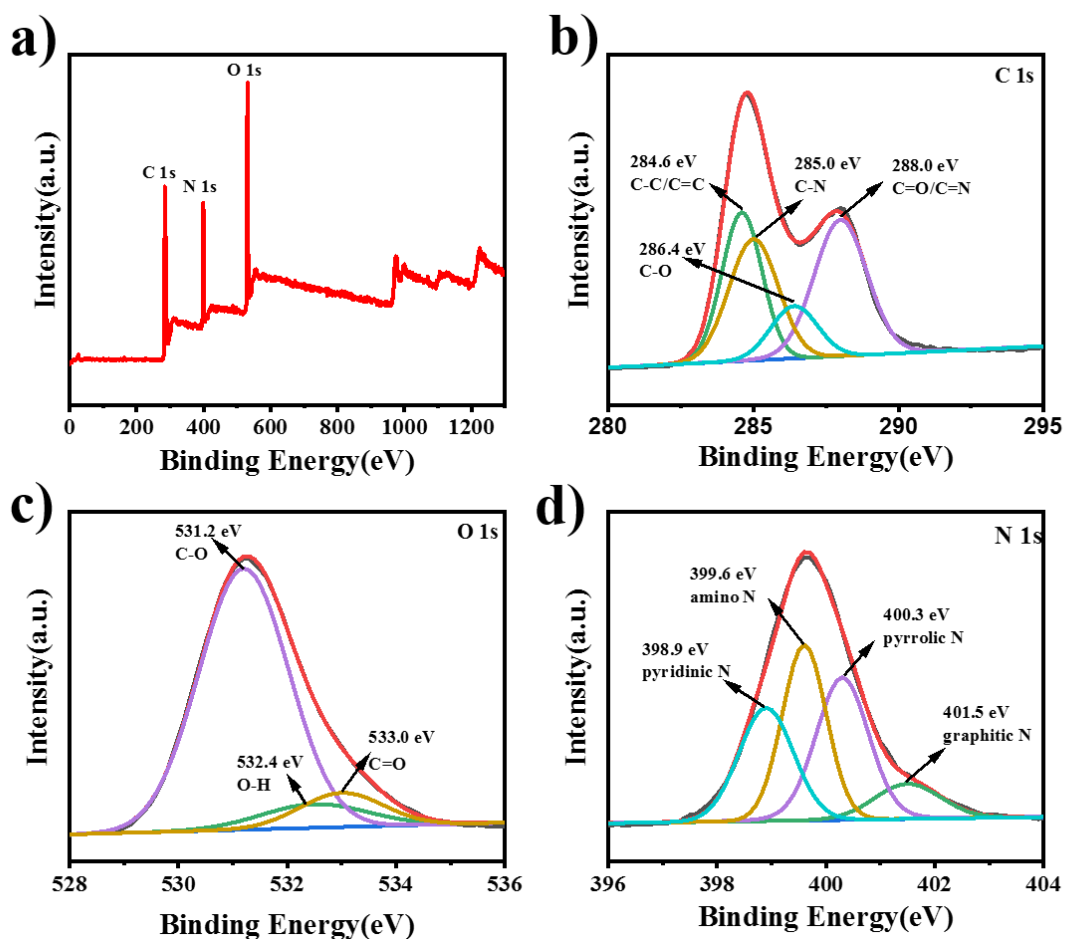 a)
O 1s
C 1s
N 1s
Intensity(a.u.)
0 200 400 600 800 1000 1200
Binding Energy(eV)
b)
C 1s
284.6 eV
C-C/C=C
285.0 eV
C-N
288.0 eV
C=O/C=N
286.4 eV
C-O
Intensity(a.u.)
280 285 290 295
Binding Energy(eV)
c)
O 1s
531.2 eV
C-O
532.4 eV
O-H
533.0 eV
C=O
Intensity(a.u.)
528 530 532 534 536
Binding Energy(eV)
d)
N 1s
399.6 eV
amino N
400.3 eV
pyrrolic N
398.9 eV
pyridinic N
401.5 eV
graphitic N
Intensity(a.u.)
396 398 400 402 404
Binding Energy(eV)